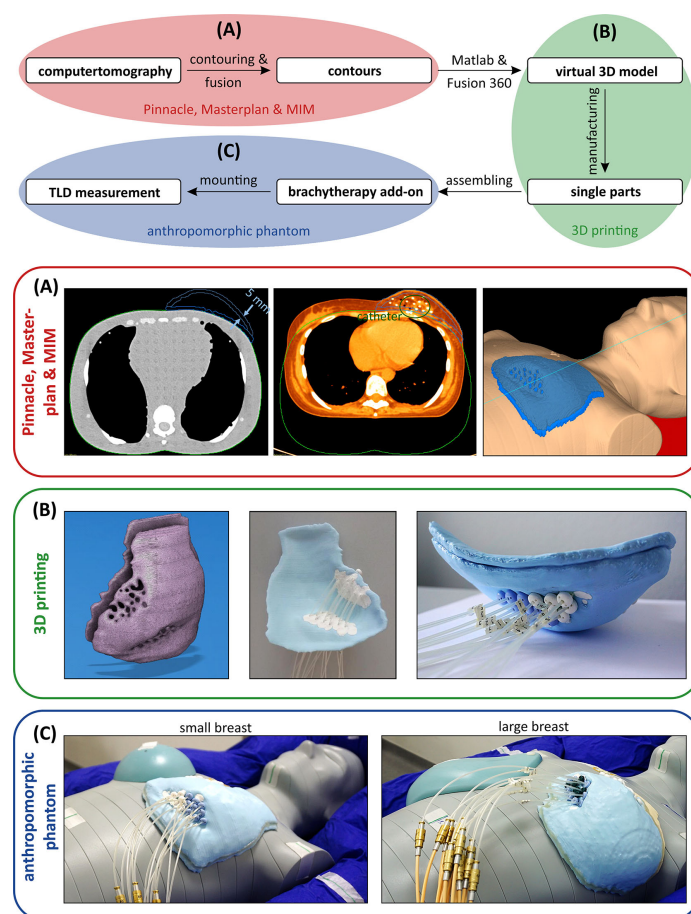 (A)
(B)
computertomography
contouring &
fusion
contours
Matlab &
Fusion 360
virtual 3D model
Pinnacle, Masterplan & MIM
manufacturing
(C)
TLD measurement
mounting
brachytherapy add-on
assembling
single parts
anthropomorphic phantom
3D printing
(A)
Pinnacle, Master-
plan & MIM
5 mm
catheter
(B)
3D printing
(C)
small breast
large breast
anthropomorphic
phantom